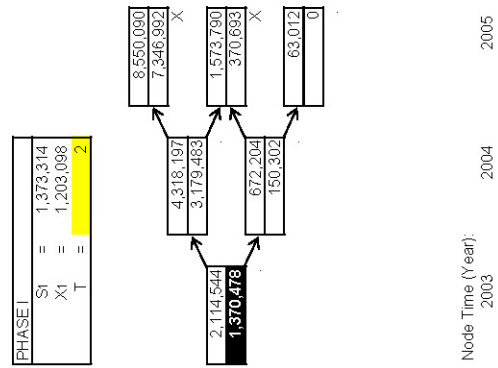 PHASE I
S1 = 1,373,314
X1 = 1,203,098
T = 2
8,550,090
7,346,992
X
4,318,197
3,179,483
2,114,544
1,370,478
1,573,790
370,693
X
672,204
150,302
63,012
0
Node Time (Year):
2003 2004 2005